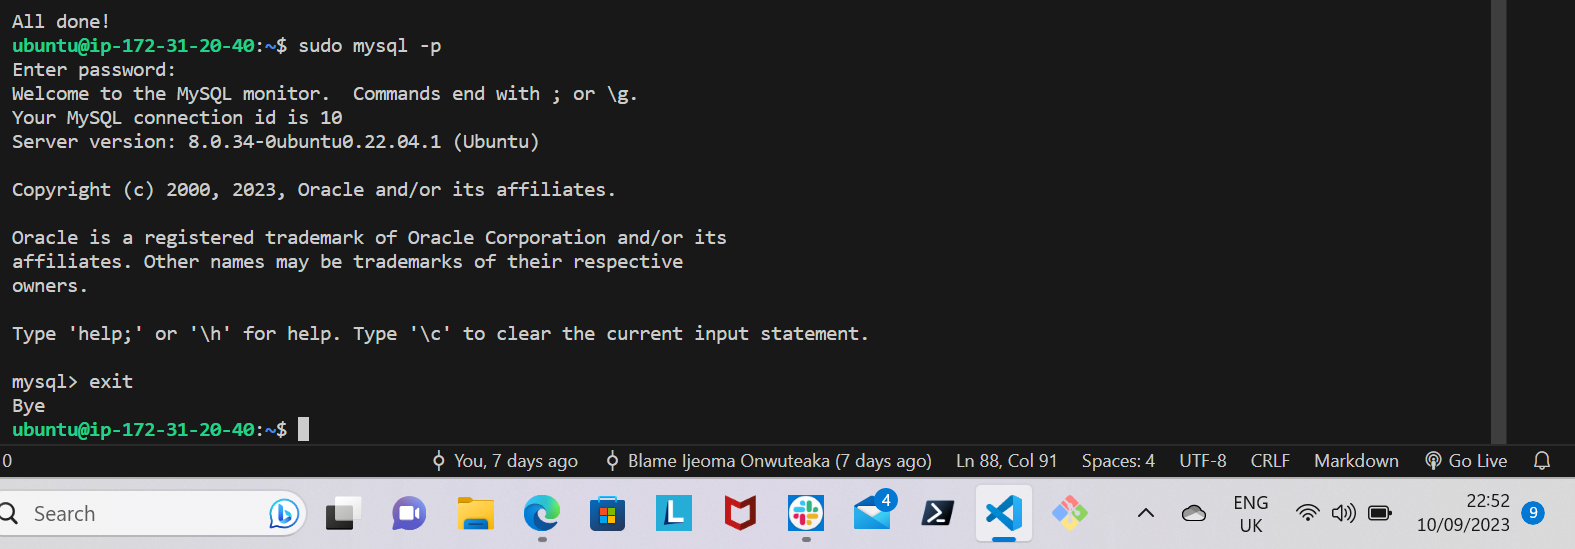 All done!
ubuntu@ip-172-31-20-40:~$ sudo mysql -p
Enter password:
Welcome to the MySQL monitor.  Commands end with ; or \g.
Your MySQL connection id is 10
Server version: 8.0.34-0ubuntu0.22.04.1 (Ubuntu)
Copyright (c) 2000, 2023, Oracle and/or its affiliates.
Oracle is a registered trademark of Oracle Corporation and/or its
affiliates. Other names may be trademarks of their respective
owners.
Type 'help;' or '\h' for help. Type '\c' to clear the current input statement.
mysql> exit
Bye
ubuntu@ip-172-31-20-40:~$
0 You, 7 days ago Blame Ijeoma Onwuteaka (7 days ago) Ln 88, Col 91 Spaces: 4 UTF-8 CRLF Markdown Go Live
Search L 4 ENG 22:52 9
UK 10/09/2023